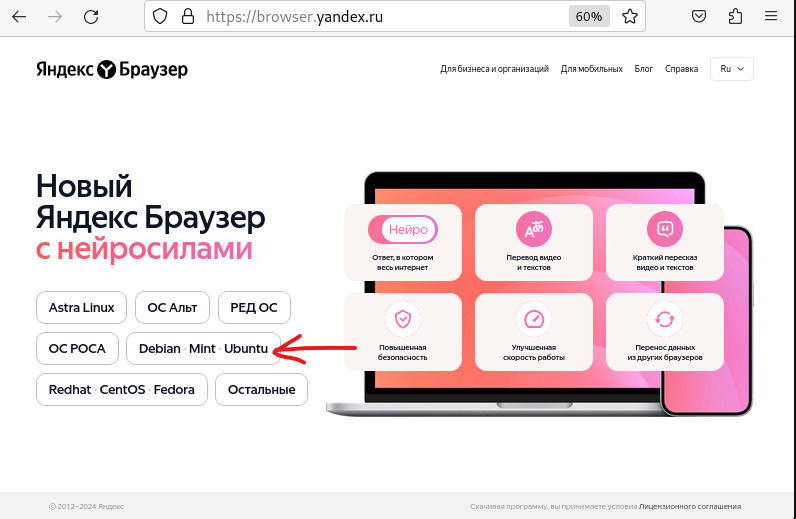 https://browser.yandex.ru
60%
Яндекс Браузер
Для бизнеса и организаций
Для мобильных
Блог
Справка
Ru
Новый
Яндекс Браузер
с нейросилами
Astra Linux
ОС Альт
РЕД ОС
ОС РОСА
Debian · Mint · Ubuntu
Redhat · CentOS · Fedora
Остальные
Нейро
Ответ, в котором
весь интернет
Перевод видео
и текстов
Краткий пересказ
видео и текстов
Повышенная
безопасность
Улучшенная
скорость работы
Перенос данных
из других браузеров
© 2012–2024 Яндекс
Скачивая программу, вы принимаете условия Лицензионного соглашения